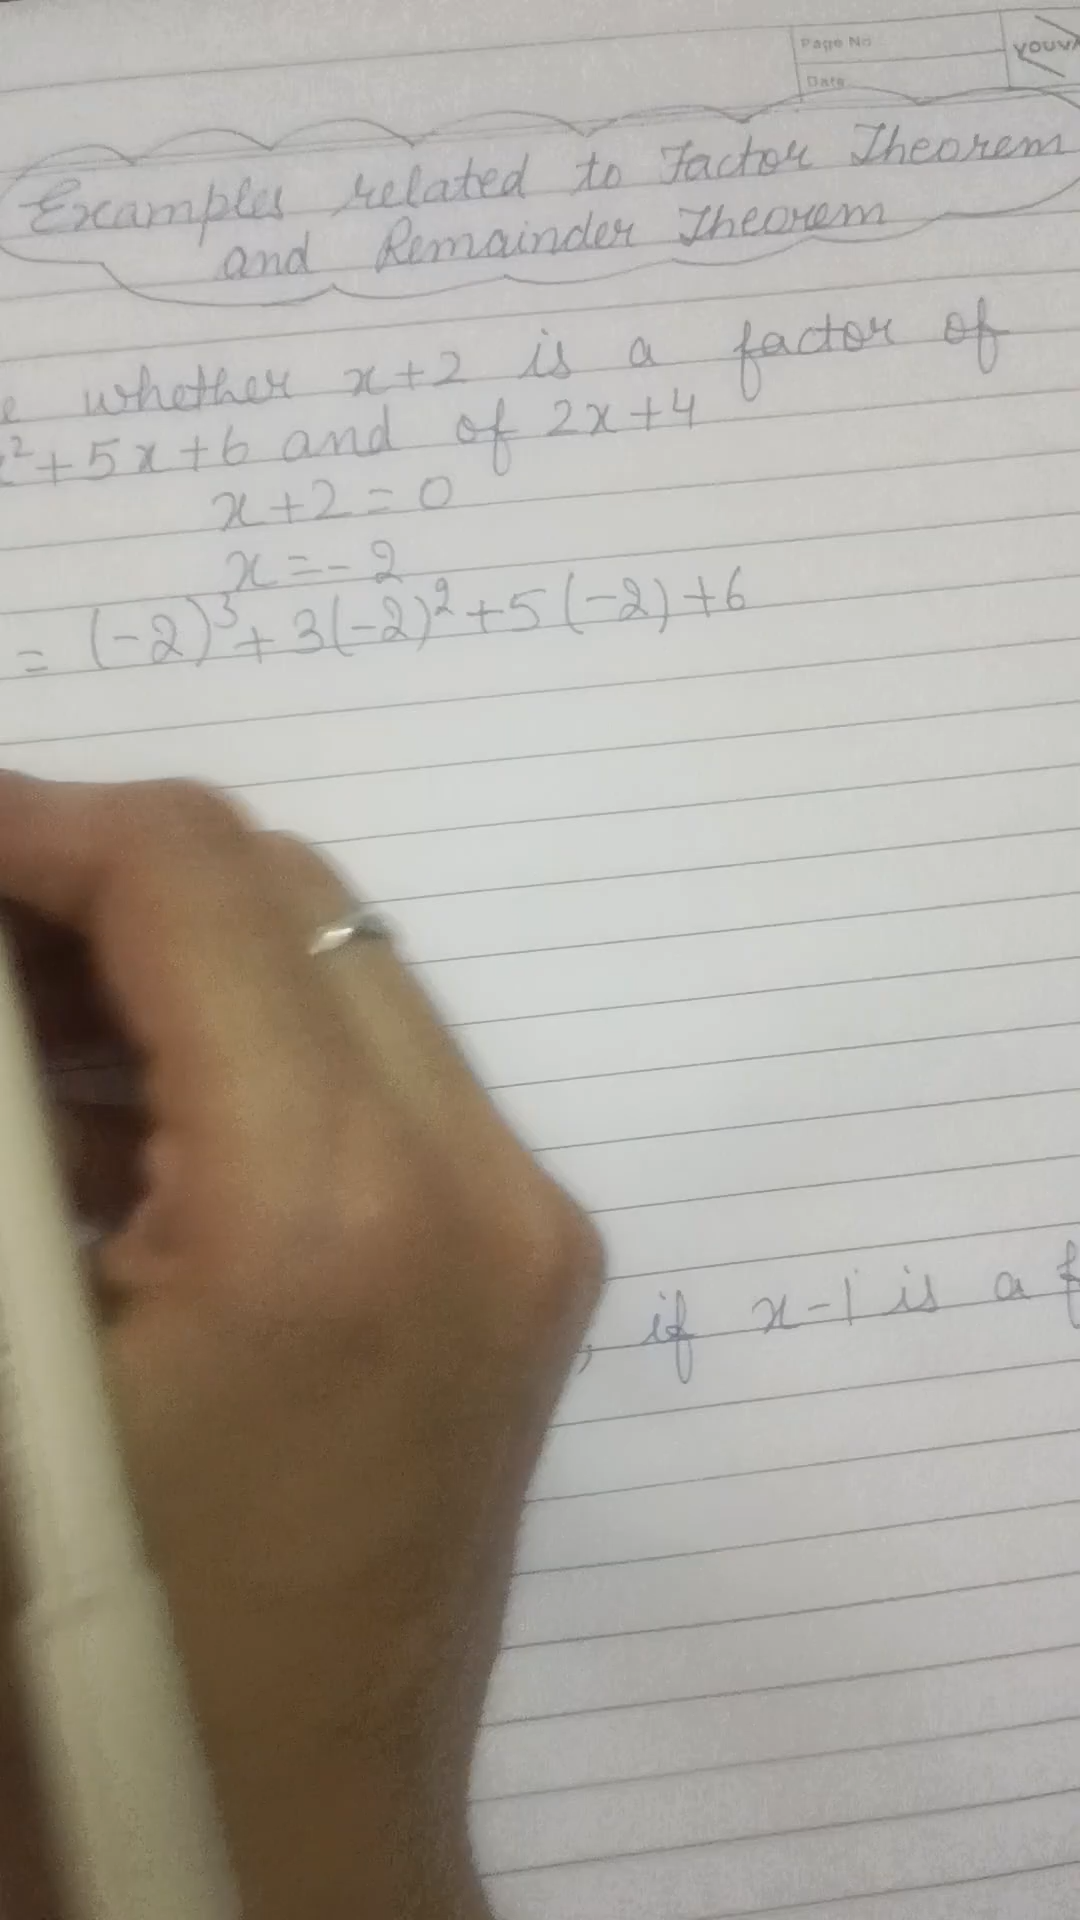 Page No
Date
YOUVA
Examples related to Factor Theorem
and Remainder Theorem
e whether x+2 is a factor of
x²+5x+6 and of 2x+4
x+2=0
x=-2
= (-2)³+3(-2)²+5(-2)+6
, if x-1 is a f